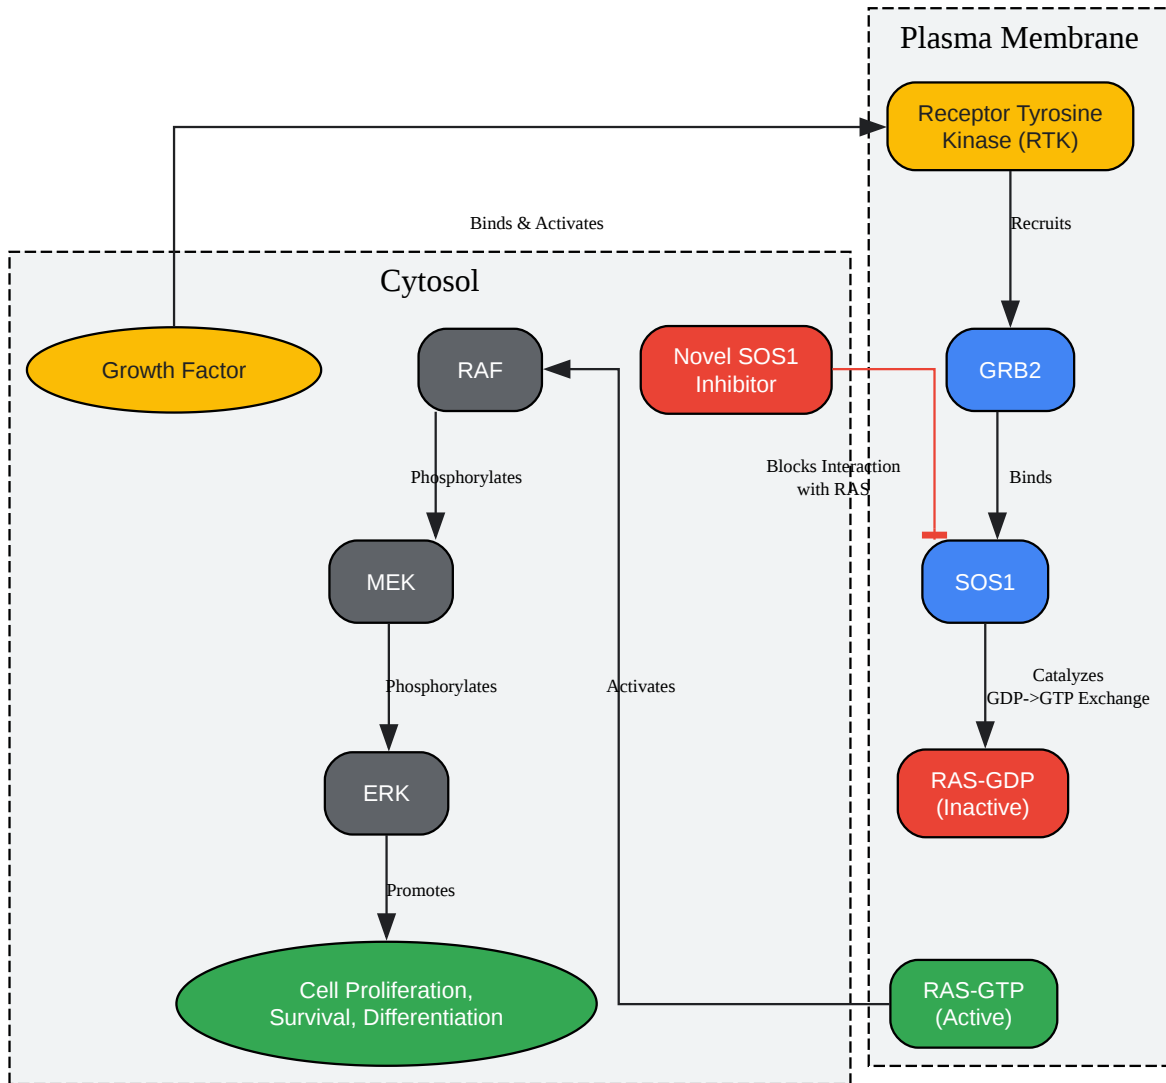 Plasma Membrane
Receptor Tyrosine
Kinase (RTK)
Binds & Activates
Recruits
Cytosol
Growth Factor
RAF
Novel SOS1
Inhibitor
GRB2
Phosphorylates
Blocks Interaction
with RAS
Binds
MEK
SOS1
Phosphorylates
Activates
Catalyzes
GDP->GTP Exchange
ERK
RAS-GDP
(Inactive)
Promotes
Cell Proliferation,
Survival, Differentiation
RAS-GTP
(Active)